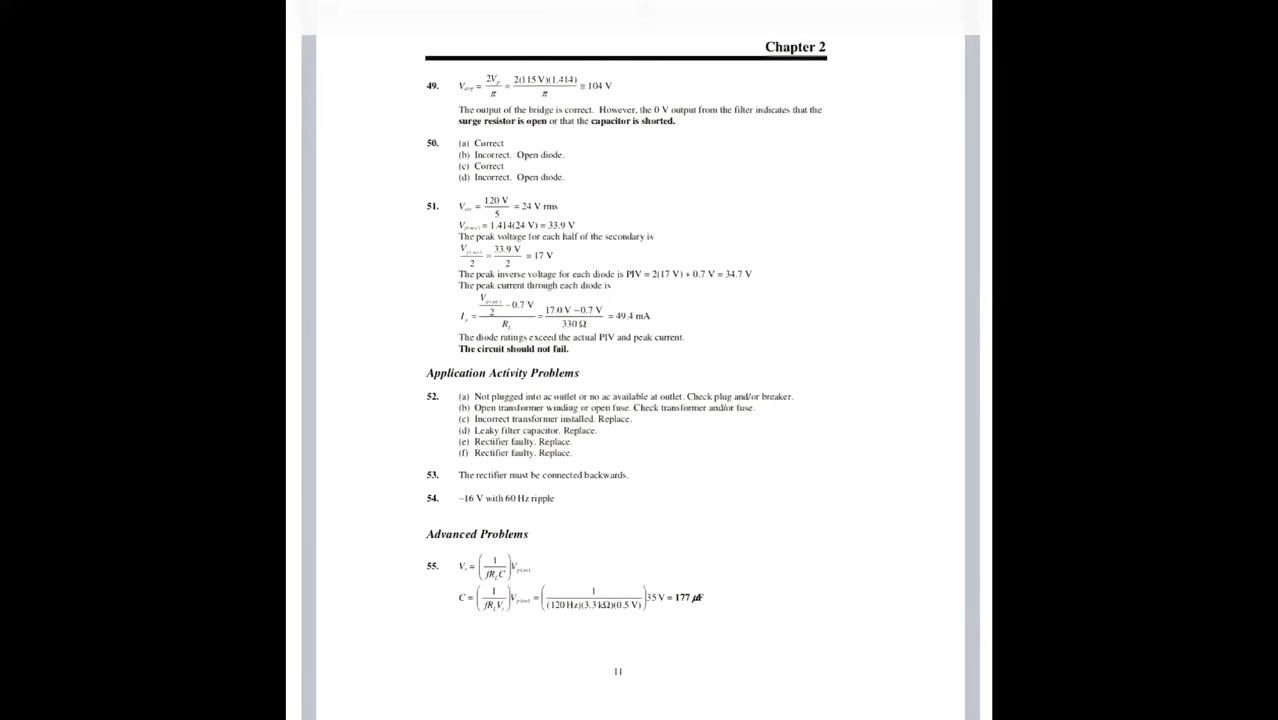 Chapter 2
49. V_avg = 2V_p/π = 2(115 V)(1.414)/π ≅ 104 V
The output of the bridge is correct. However, the 0 V output from the filter indicates that the
surge resistor is open or that the capacitor is shorted.
50. (a) Correct
(b) Incorrect. Open diode.
(c) Correct
(d) Incorrect. Open diode.
51. V_sec = 120 V/5 = 24 V rms
V_p(sec) = 1.414(24 V) = 33.9 V
The peak voltage for each half of the secondary is
V_p(sec)/2 = 33.9 V/2 = 17 V
The peak inverse voltage for each diode is PIV = 2(17 V) + 0.7 V = 34.7 V
The peak current through each diode is
I_p = (V_p(sec)/2 − 0.7 V)/R_L = (17.0 V − 0.7 V)/330 Ω = 49.4 mA
The diode ratings exceed the actual PIV and peak current.
The circuit should not fail.
Application Activity Problems
52. (a) Not plugged into ac outlet or no ac available at outlet. Check plug and/or breaker.
(b) Open transformer winding or open fuse. Check transformer and/or fuse.
(c) Incorrect transformer installed. Replace.
(d) Leaky filter capacitor. Replace.
(e) Rectifier faulty. Replace.
(f) Rectifier faulty. Replace.
53. The rectifier must be connected backwards.
54. −16 V with 60 Hz ripple
Advanced Problems
55. V_r = (1/(fR_LC))V_p(in)
C = (1/(fR_LV_r))V_p(in) = (1/((120 Hz)(3.3 kΩ)(0.5 V)))35 V = 177 μF
11